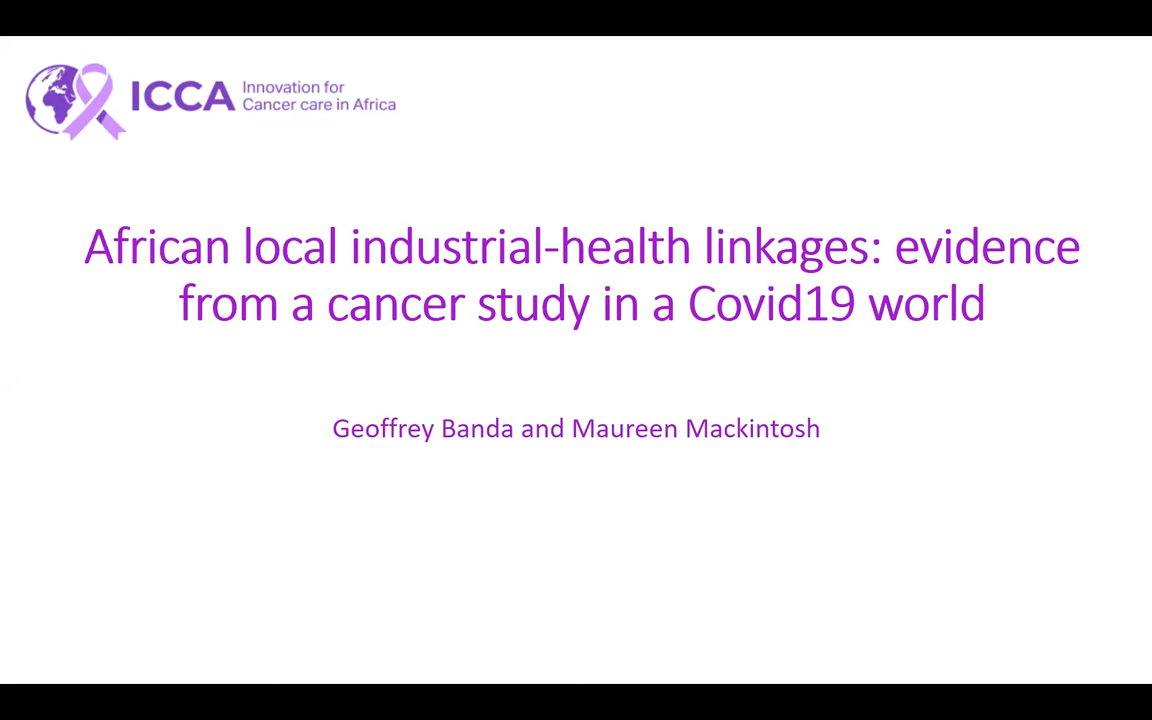 ICCA
Innovation for
Cancer care in Africa
African local industrial-health linkages: evidence
from a cancer study in a Covid19 world
Geoffrey Banda and Maureen Mackintosh